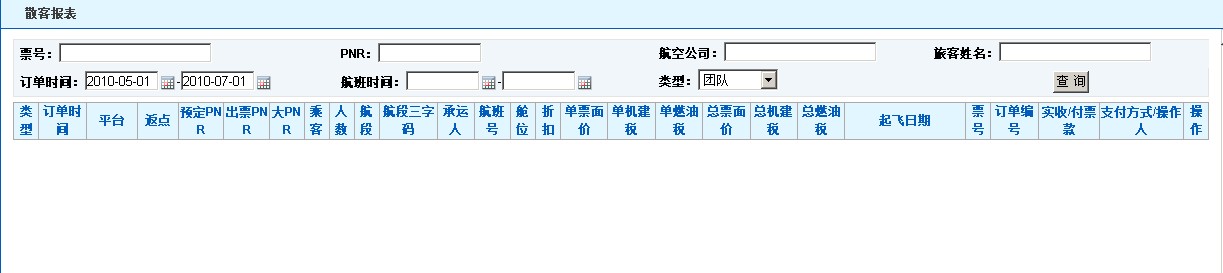 散客报表
票号： PNR： 航空公司： 旅客姓名：
订单时间： 2010-05-01 - 2010-07-01 航班时间： - 类型： 团队 查 询
类型 订单时间 平台 返点 预定PNR 出票PNR 大PNR 乘客 人数 航段 航段三字码 承运人 航班号 舱位 折扣 单票面价 单机建税 单燃油税 总票面价 总机建税 总燃油税 起飞日期 票号 订单编号 实收/付票款 支付方式/操作人 操作